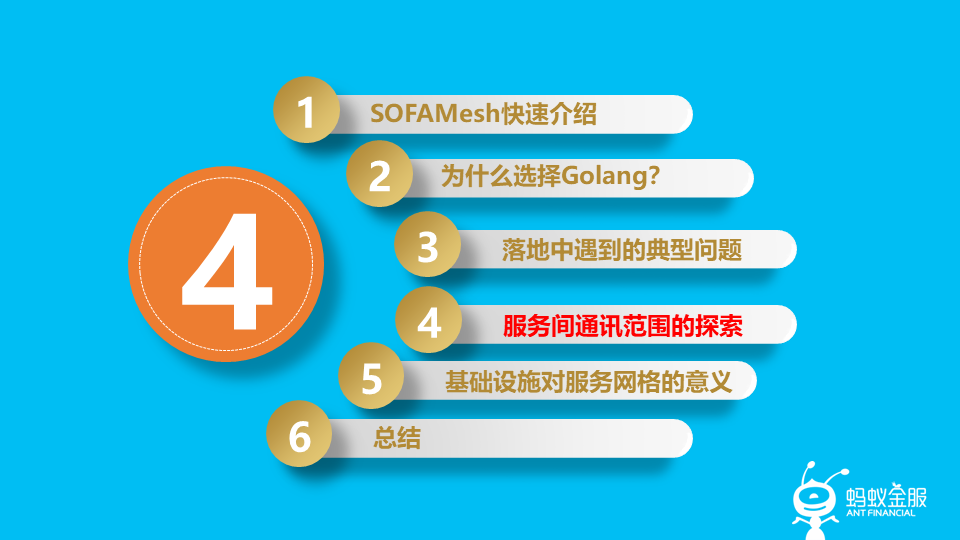 1
SOFAMesh快速介绍
2
为什么选择Golang?
3
落地中遇到的典型问题
4
4
服务间通讯范围的探索
5
基础设施对服务网格的意义
6
总结
蚂蚁金服
ANT FINANCIAL